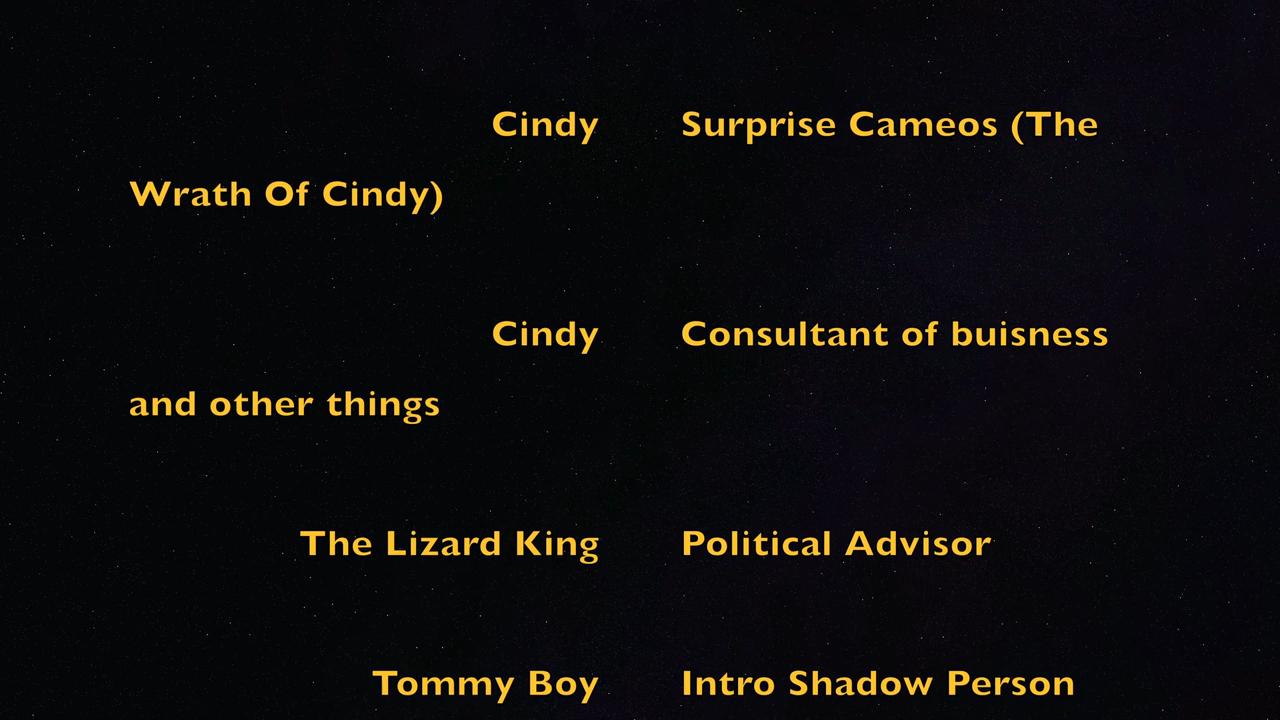 Cindy Surprise Cameos (The
Wrath Of Cindy)
Cindy Consultant of buisness
and other things
The Lizard King Political Advisor
Tommy Boy Intro Shadow Person